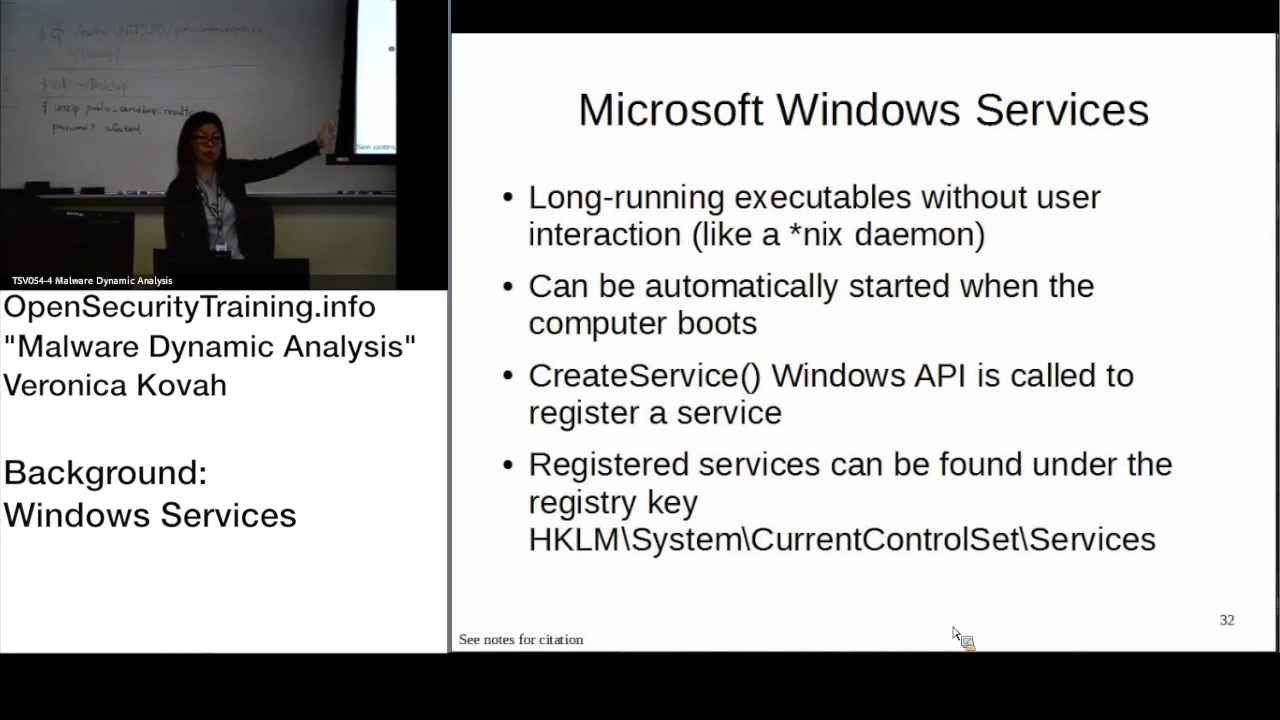 TSV054-4 Malware Dynamic Analysis
OpenSecurityTraining.info
"Malware Dynamic Analysis"
Veronica Kovah
Background:
Windows Services
See notes
Microsoft Windows Services
• Long-running executables without user
interaction (like a *nix daemon)
• Can be automatically started when the
computer boots
• CreateService() Windows API is called to
register a service
• Registered services can be found under the
registry key
HKLM\System\CurrentControlSet\Services
32
See notes for citation